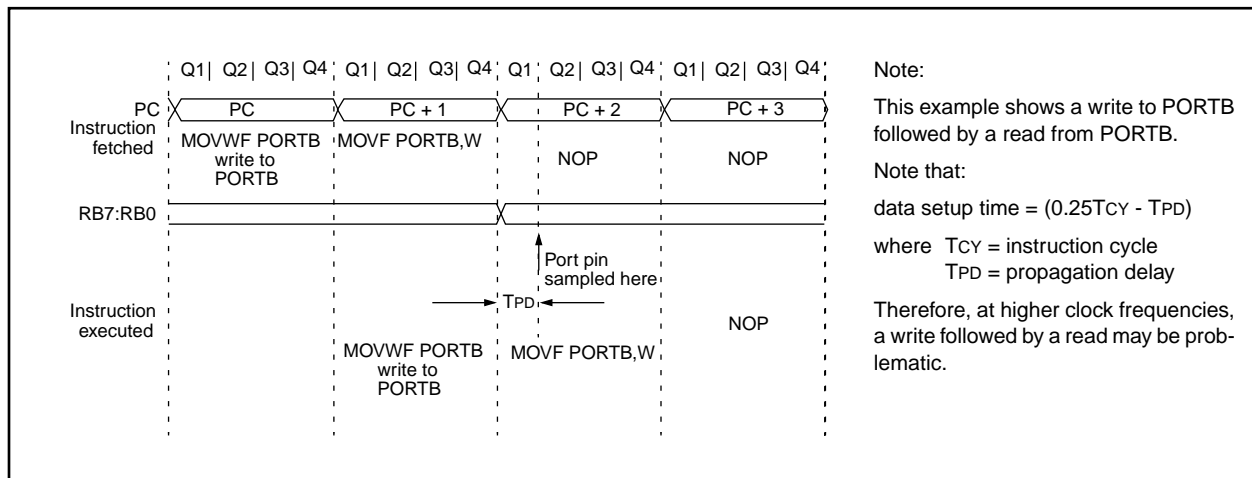 Q1| Q2 | Q3| Q4 Q1| Q2 | Q3| Q4 Q1 Q2 | Q3| Q4 Q1| Q2 | Q3| Q4
PC PC PC + 1 PC + 2 PC + 3
Instruction
fetched
MOVWF PORTB
write to
PORTB
MOVF PORTB,W
NOP
NOP
RB7:RB0
Port pin
sampled here
TPD
Instruction
executed
MOVWF PORTB
write to
PORTB
MOVF PORTB,W
NOP
Note:
This example shows a write to PORTB
followed by a read from PORTB.
Note that:
data setup time = (0.25TCY - TPD)
where TCY = instruction cycle
TPD = propagation delay
Therefore, at higher clock frequencies,
a write followed by a read may be prob-
lematic.